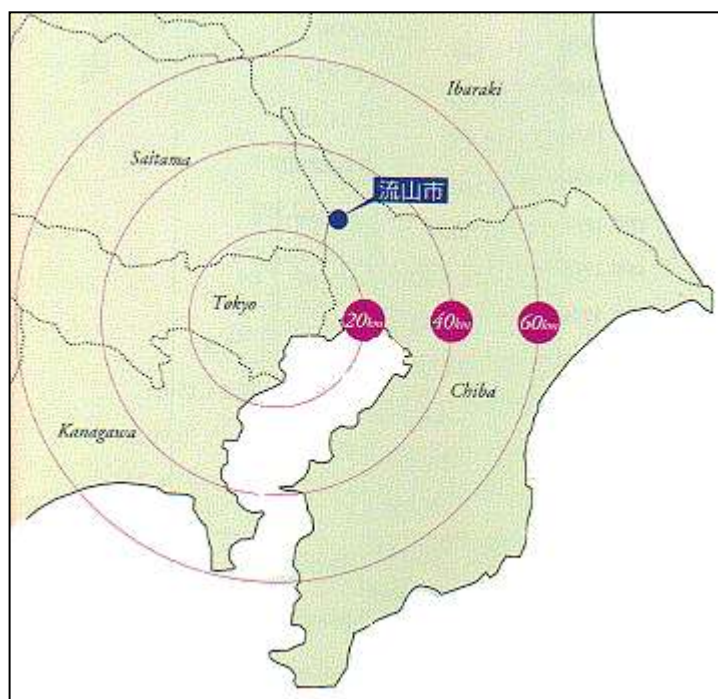 Ibaraki
Saitama
流山市
Tokyo
20km
40km
60km
Chiba
Kanagawa